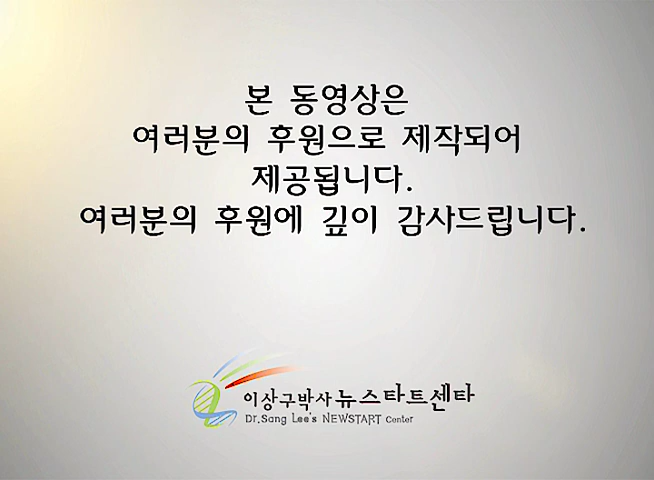 본 동영상은
여러분의 후원으로 제작되어
제공됩니다.
여러분의 후원에 깊이 감사드립니다.
이상구박사 뉴스타트센타
Dr.Sang Lee's NEWSTART Center